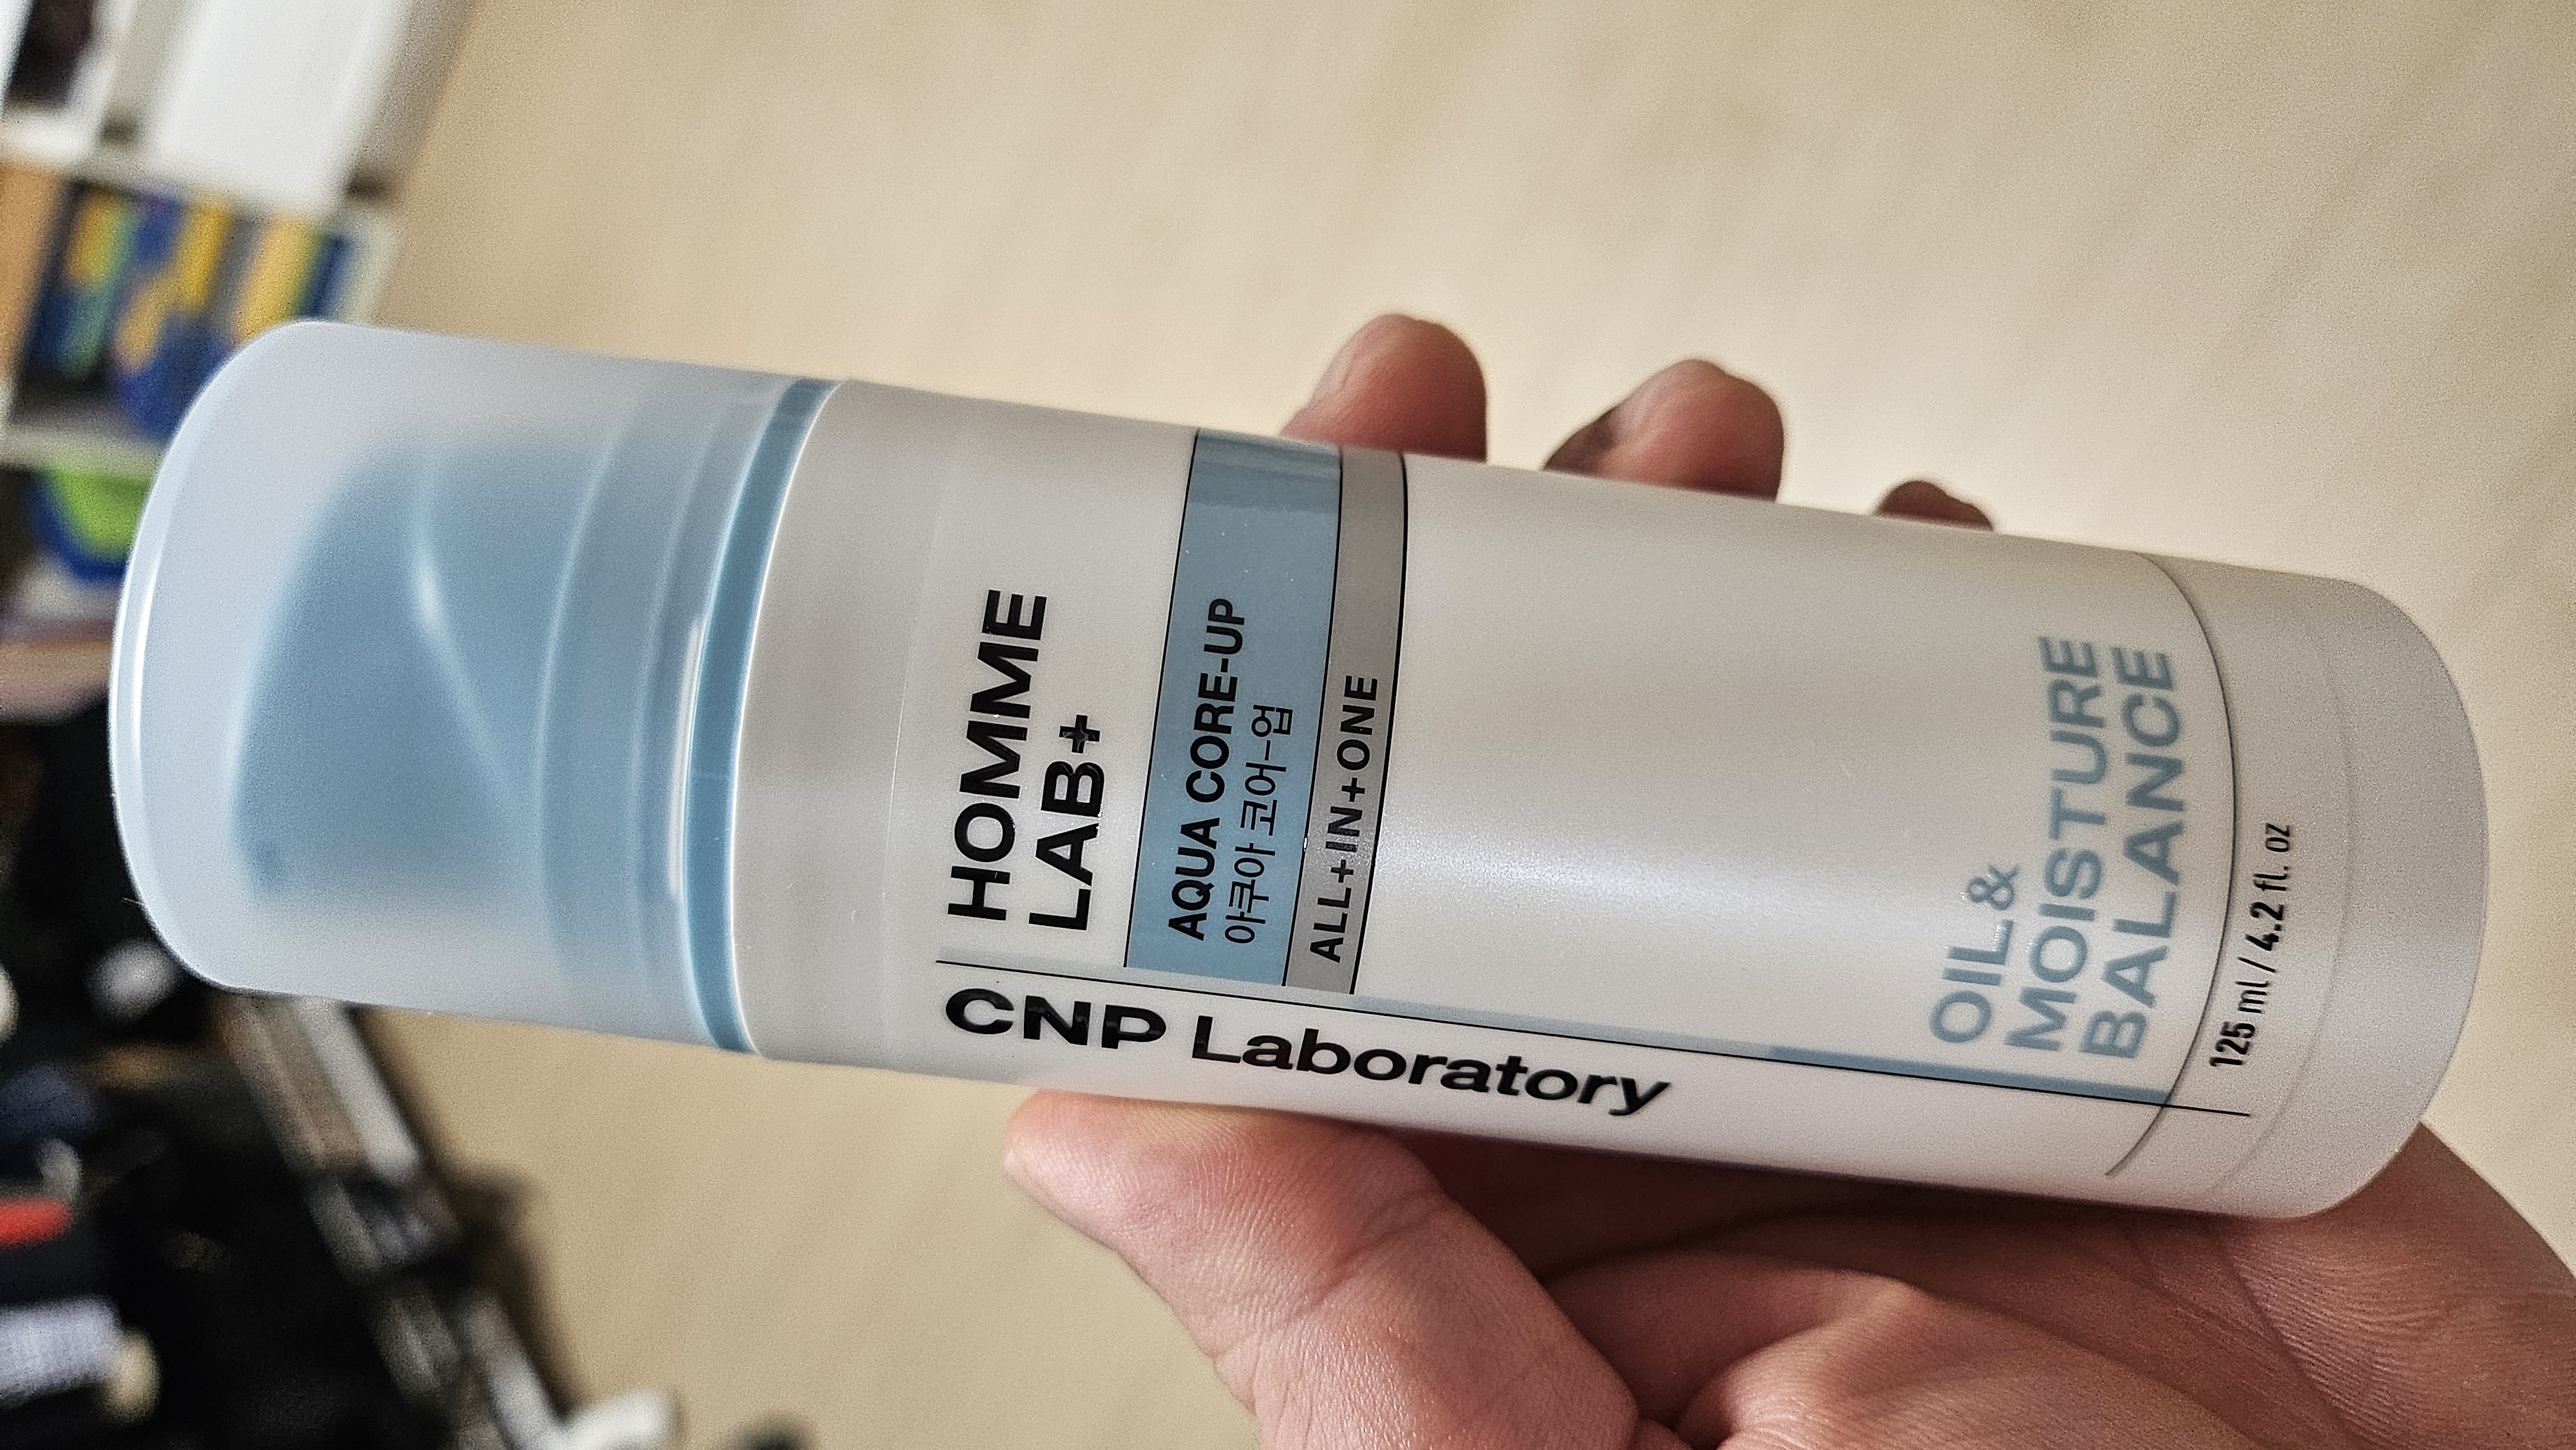 HOMME
LAB+
AQUA CORE-UP
아쿠아 코어-업
ALL+IN+ONE
CNP Laboratory
OIL&
MOISTURE
BALANCE
125 ml / 4.2 fl. oz